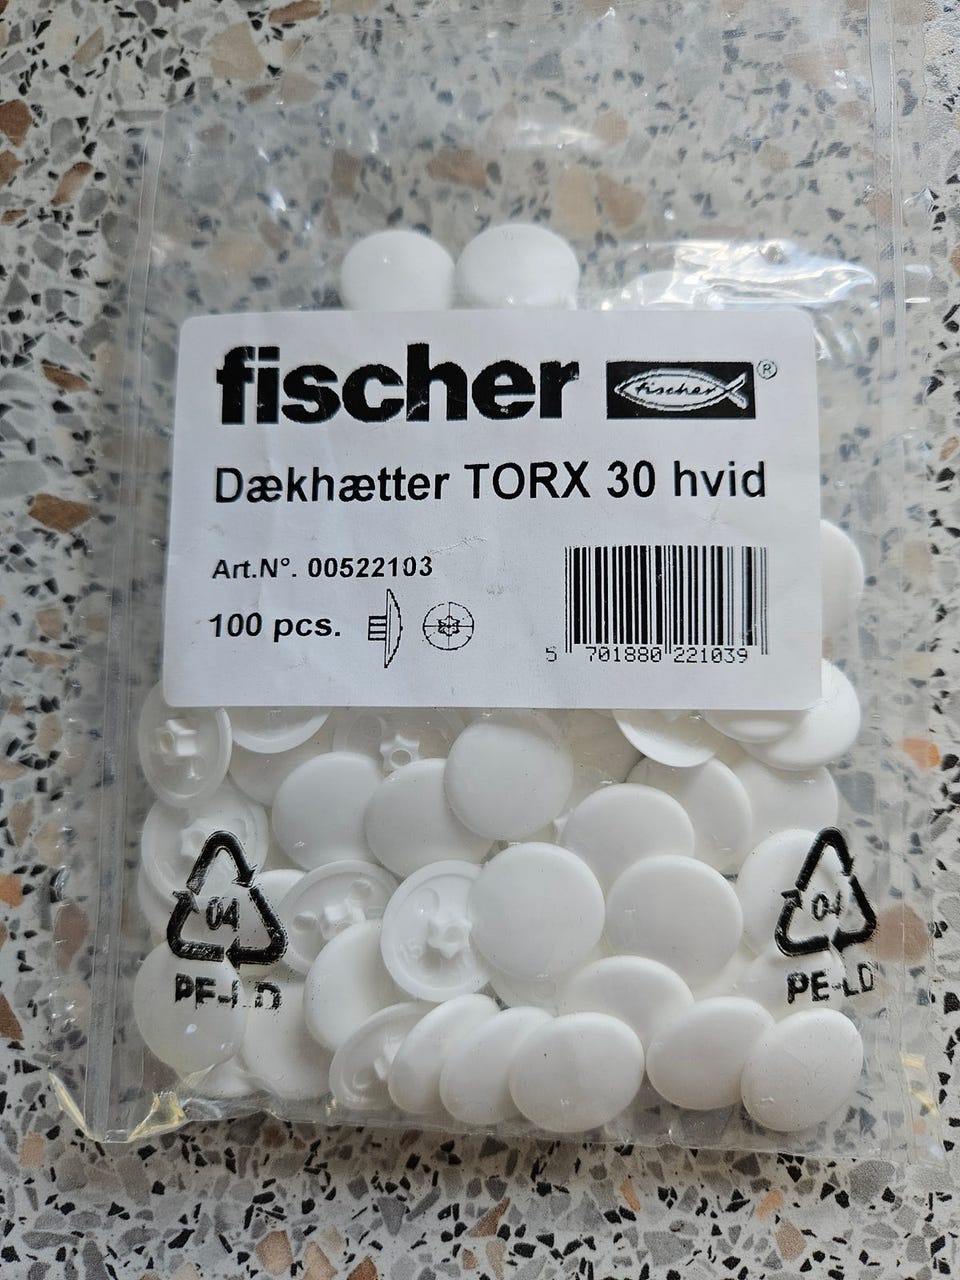 fischer fischer ®
Dækhætter TORX 30 hvid
Art.N°. 00522103
100 pcs.
5 701880 221039
04
PE-LD
04
PE-LD